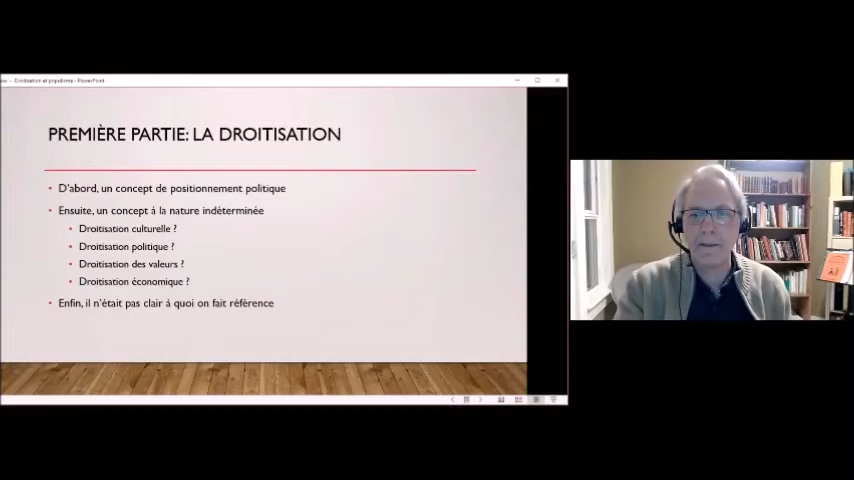 Droitisation et populisme - PowerPoint
PREMIÈRE PARTIE: LA DROITISATION
• D'abord, un concept de positionnement politique
• Ensuite, un concept à la nature indéterminée
• Droitisation culturelle ?
• Droitisation politique ?
• Droitisation des valeurs ?
• Droitisation économique ?
• Enfin, il n'était pas clair à quoi on fait référence